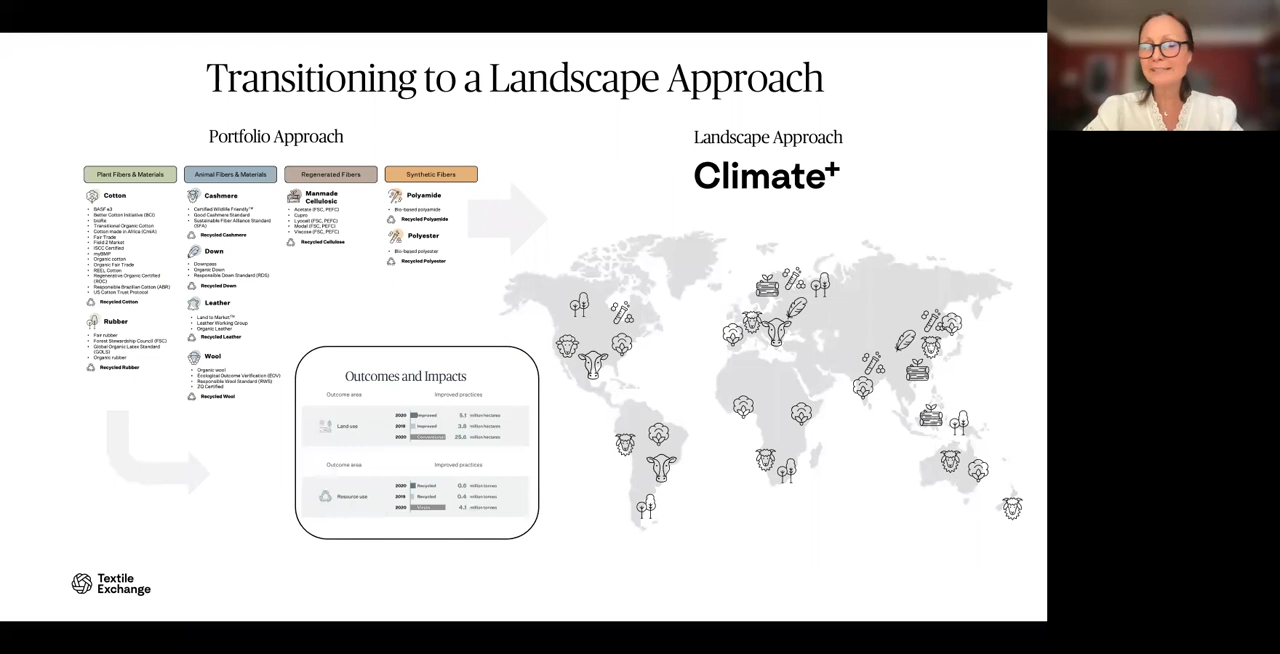 Transitioning to a Landscape Approach
Portfolio Approach
Plant Fibers & Materials
Cotton
BASF e3
Better Cotton Initiative (BCI)
bioRe
Transitional Organic Cotton
Cotton made in Africa (CmiA)
Fair Trade
Field 2 Market
ISCC Certified
myBMP
Organic cotton
Organic Fair Trade
REEL Cotton
Regenerative Organic Certified
(ROC)
Responsible Brazilian Cotton (ABR)
US Cotton Trust Protocol
Recycled Cotton
Rubber
Fair rubber
Forest Stewardship Council (FSC)
Global Organic Latex Standard
(GOLS)
Organic rubber
Recycled Rubber
Animal Fibers & Materials
Cashmere
Certified Wildlife Friendly™
Good Cashmere Standard
Sustainable Fiber Alliance Standard
(SFA)
Recycled Cashmere
Down
Downpass
Organic Down
Responsible Down Standard (RDS)
Recycled Down
Leather
Land to Market™
Leather Working Group
Organic Leather
Recycled Leather
Wool
Organic wool
Ecological Outcome Verification (EOV)
Responsible Wool Standard (RWS)
ZQ Certified
Recycled Wool
Regenerated Fibers
Manmade
Cellulosic
Acetate (FSC, PEFC)
Cupro
Lyocell (FSC, PEFC)
Modal (FSC, PEFC)
Viscose (FSC, PEFC)
Recycled Cellulose
Synthetic Fibers
Polyamide
Bio-based polyamide
Recycled Polyamide
Polyester
Bio-based polyester
Recycled Polyester
Outcomes and Impacts
Outcome area Improved practices
Land use
2020 Improved 5.1 million hectares
2019 Improved 3.8 million hectares
2020 Conventional 25.6 million hectares
Outcome area Improved practices
Resource use
2020 Recycled 0.6 million tonnes
2019 Recycled 0.4 million tonnes
2020 Virgin 4.1 million tonnes
Landscape Approach
Climate+
Textile
Exchange